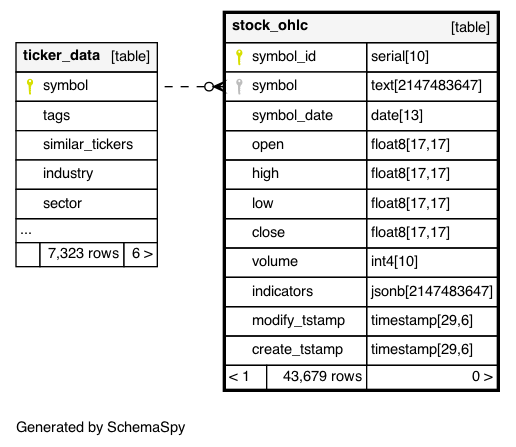 ticker_data [table]
symbol
tags
similar_tickers
industry
sector
...
7,323 rows 6 >
stock_ohlc [table]
symbol_id serial[10]
symbol text[2147483647]
symbol_date date[13]
open float8[17,17]
high float8[17,17]
low float8[17,17]
close float8[17,17]
volume int4[10]
indicators jsonb[2147483647]
modify_tstamp timestamp[29,6]
create_tstamp timestamp[29,6]
< 1 43,679 rows 0 >
Generated by SchemaSpy